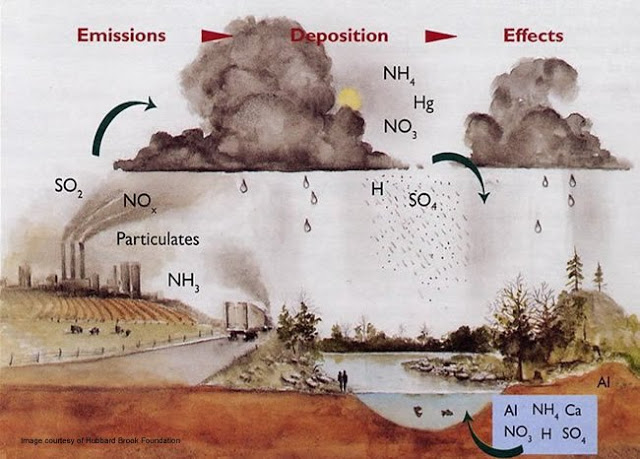 Emissions
Deposition
Effects
NH₄
Hg
NO₃
SO₂
NOₓ
Particulates
NH₃
H
SO₄
Al
Al NH₄ Ca
NO₃ H SO₄
Image courtesy of Hubbard Brook Foundation